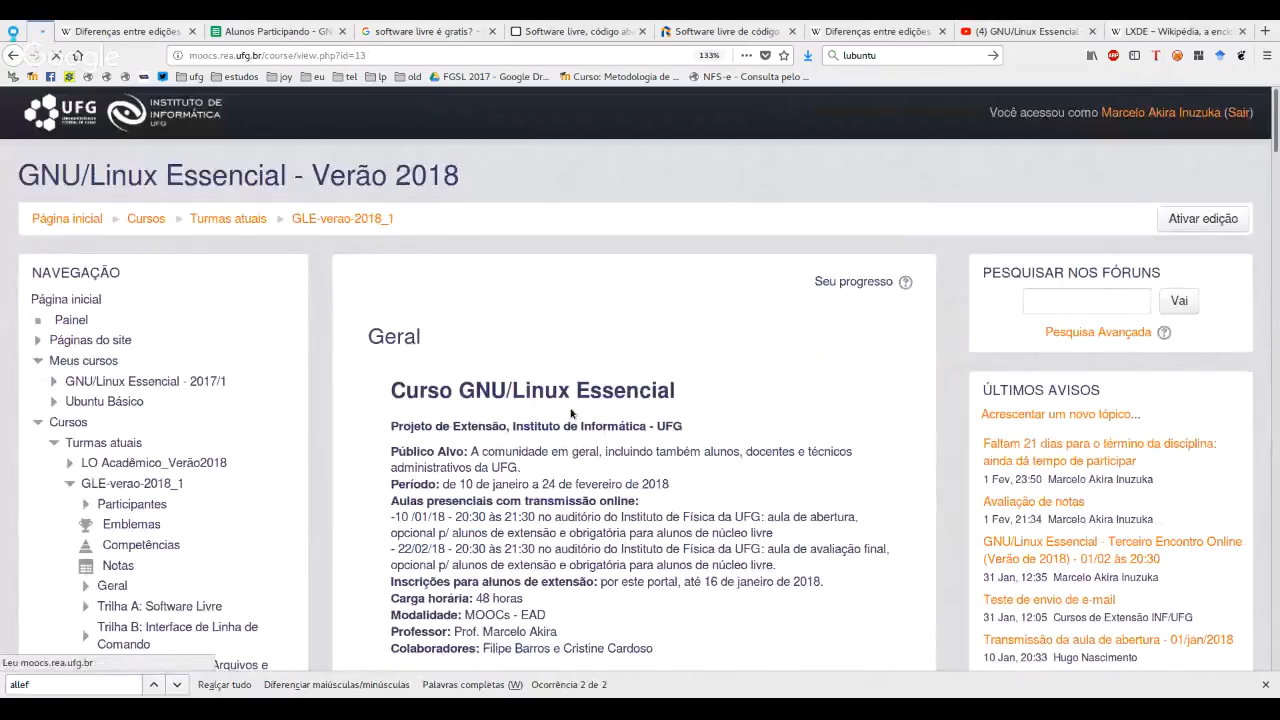 Diferenças entre edições
Alunos Participando - GN
software livre é gratis? -
Software livre, código ab
Software livre de código
Diferenças entre edições
(4) GNU/Linux Essencial
LXDE – Wikipédia, a encic
moocs.rea.ufg.br/course/view.php?id=13
133%
lubuntu
Google
ufg
estudos
joy
eu
tel
lp
old
FGSL 2017 - Google Dr...
Curso: Metodologia de ...
NFS-e - Consulta pelo ...
UFG
INSTITUTO DE
INFORMÁTICA
UFG
Você acessou como Marcelo Akira Inuzuka (Sair)
GNU/Linux Essencial - Verão 2018
Página inicial
Cursos
Turmas atuais
GLE-verao-2018_1
Ativar edição
NAVEGAÇÃO
Página inicial
Painel
Páginas do site
Meus cursos
GNU/Linux Essencial - 2017/1
Ubuntu Básico
Cursos
Turmas atuais
LO Acadêmico_Verão2018
GLE-verao-2018_1
Participantes
Emblemas
Competências
Notas
Geral
Trilha A: Software Livre
Trilha B: Interface de Linha de
Comando
Arquivos e
Seu progresso
Geral
Curso GNU/Linux Essencial
Projeto de Extensão, Instituto de Informática - UFG
Público Alvo: A comunidade em geral, incluindo também alunos, docentes e técnicos
administrativos da UFG.
Período: de 10 de janeiro a 24 de fevereiro de 2018
Aulas presenciais com transmissão online:
-10 /01/18 - 20:30 às 21:30 no auditório do Instituto de Física da UFG: aula de abertura,
opcional p/ alunos de extensão e obrigatória para alunos de núcleo livre
- 22/02/18 - 20:30 às 21:30 no auditório do Instituto de Física da UFG: aula de avaliação final,
opcional p/ alunos de extensão e obrigatória para alunos de núcleo livre.
Inscrições para alunos de extensão: por este portal, até 16 de janeiro de 2018.
Carga horária: 48 horas
Modalidade: MOOCs - EAD
Professor: Prof. Marcelo Akira
Colaboradores: Filipe Barros e Cristine Cardoso
PESQUISAR NOS FÓRUNS
Vai
Pesquisa Avançada
ÚLTIMOS AVISOS
Acrescentar um novo tópico...
Faltam 21 dias para o término da disciplina:
ainda dá tempo de participar
1 Fev, 23:50 Marcelo Akira Inuzuka
Avaliação de notas
1 Fev, 21:34 Marcelo Akira Inuzuka
GNU/Linux Essencial - Terceiro Encontro Online
(Verão de 2018) - 01/02 às 20:30
31 Jan, 12:35 Marcelo Akira Inuzuka
Teste de envio de e-mail
31 Jan, 12:05 Cursos de Extensão INF/UFG
Transmissão da aula de abertura - 01/jan/2018
10 Jan, 20:33 Hugo Nascimento
Leu moocs.rea.ufg.br
allef
Realçar tudo
Diferenciar maiúsculas/minúsculas
Palavras completas (W)
Ocorrência 2 de 2